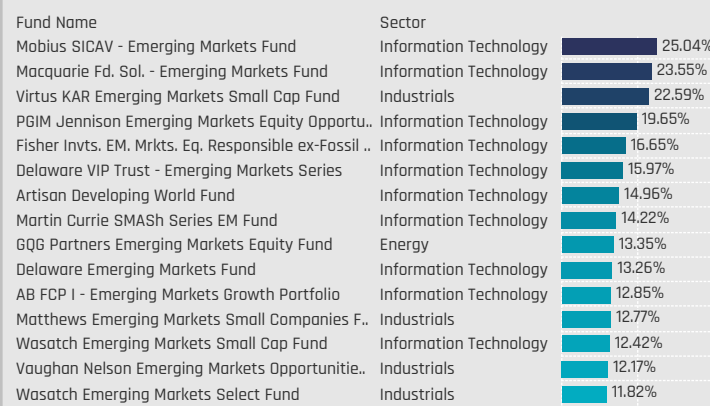 Fund Name Sector
Mobius SICAV - Emerging Markets Fund Information Technology 25.04%
Macquarie Fd. Sol. - Emerging Markets Fund Information Technology 23.55%
Virtus KAR Emerging Markets Small Cap Fund Industrials 22.59%
PGIM Jennison Emerging Markets Equity Opportu.. Information Technology 19.65%
Fisher Invts. EM. Mrkts. Eq. Responsible ex-Fossil .. Information Technology 16.65%
Delaware VIP Trust - Emerging Markets Series Information Technology 15.97%
Artisan Developing World Fund Information Technology 14.96%
Martin Currie SMASh Series EM Fund Information Technology 14.22%
GQG Partners Emerging Markets Equity Fund Energy 13.35%
Delaware Emerging Markets Fund Information Technology 13.26%
AB FCP I - Emerging Markets Growth Portfolio Information Technology 12.85%
Matthews Emerging Markets Small Companies F.. Industrials 12.77%
Wasatch Emerging Markets Small Cap Fund Information Technology 12.42%
Vaughan Nelson Emerging Markets Opportunitie.. Industrials 12.17%
Wasatch Emerging Markets Select Fund Industrials 11.82%